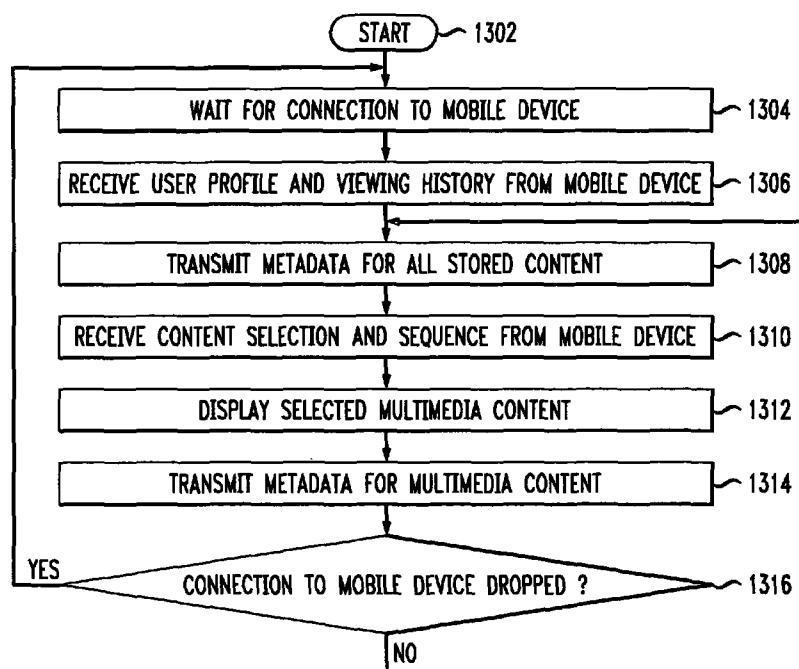 START 1302
WAIT FOR CONNECTION TO MOBILE DEVICE 1304
RECEIVE USER PROFILE AND VIEWING HISTORY FROM MOBILE DEVICE 1306
TRANSMIT METADATA FOR ALL STORED CONTENT 1308
RECEIVE CONTENT SELECTION AND SEQUENCE FROM MOBILE DEVICE 1310
DISPLAY SELECTED MULTIMEDIA CONTENT 1312
TRANSMIT METADATA FOR MULTIMEDIA CONTENT 1314
YES CONNECTION TO MOBILE DEVICE DROPPED ? 1316
NO